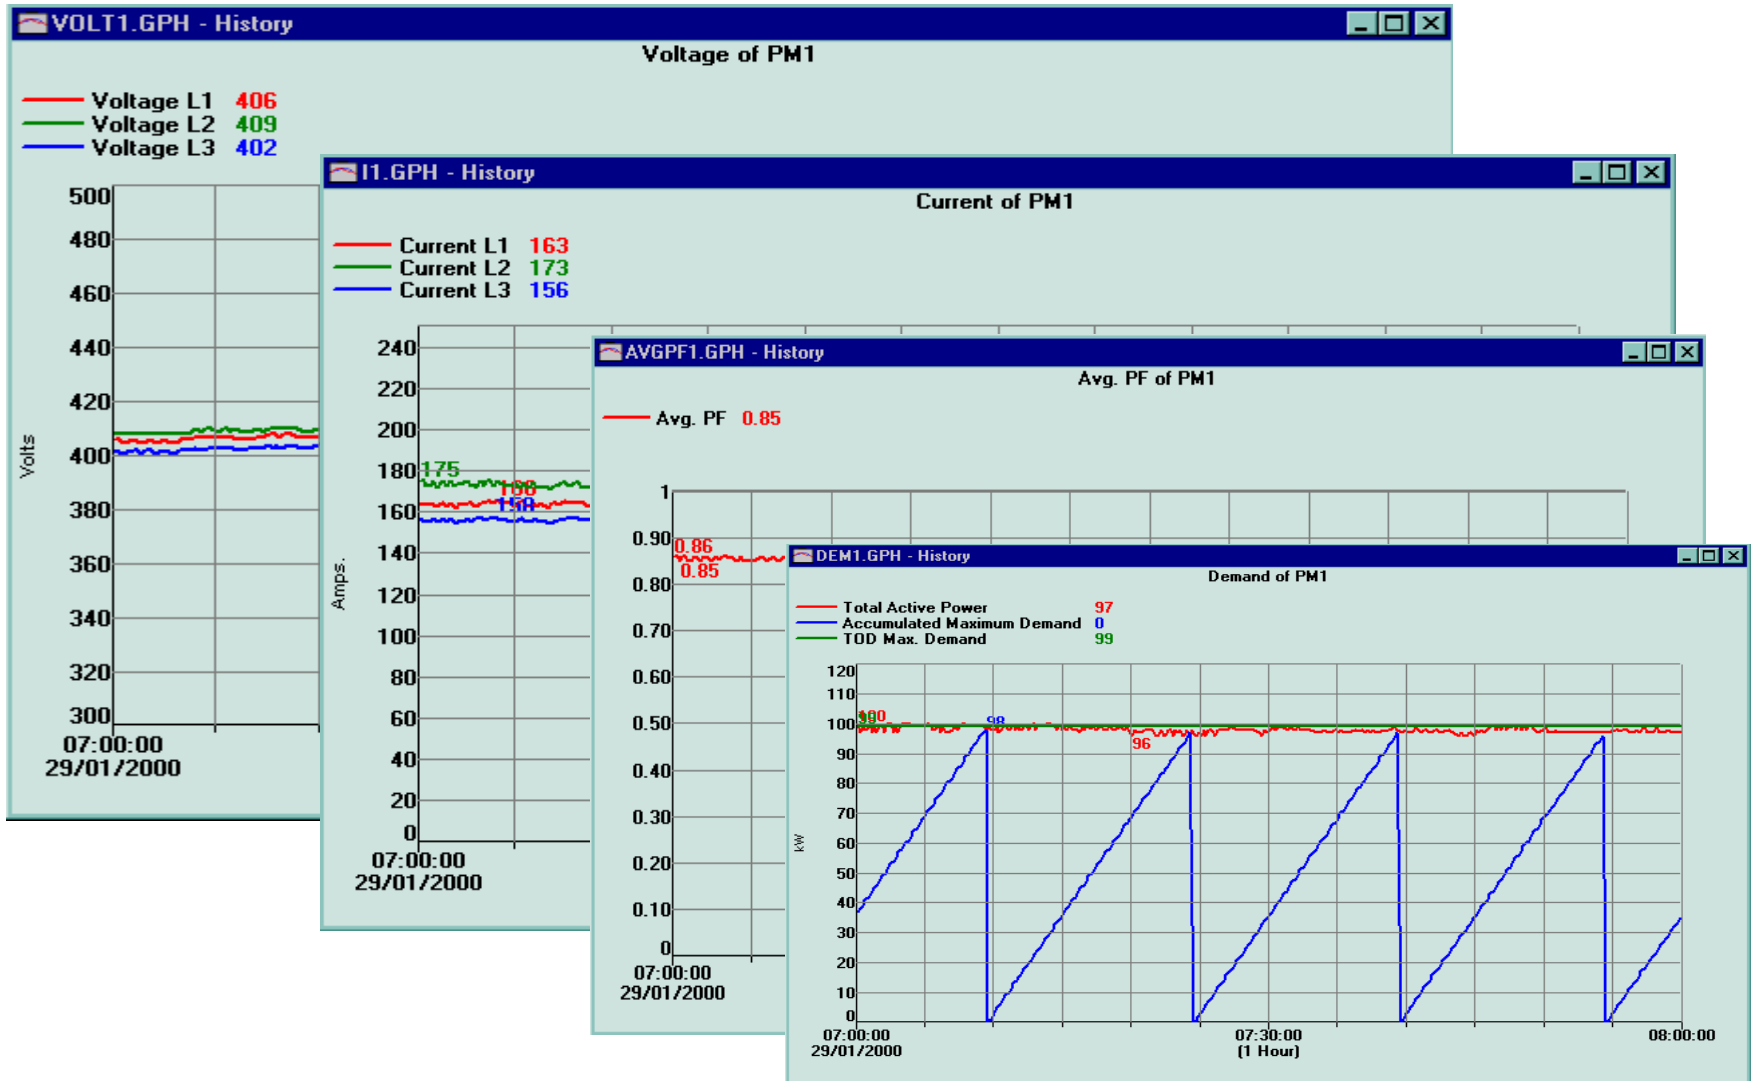 VOLT1.GPH - History
Voltage of PM1
Voltage L1 406
Voltage L2 409
Voltage L3 402
500
480
460
440
420
400
380
360
340
320
300
Volts
07:00:00
29/01/2000
I1.GPH - History
Current of PM1
Current L1 163
Current L2 173
Current L3 156
240
220
200
180
160
140
120
100
80
60
40
20
0
175
158
Amps.
07:00:00
29/01/2000
AVGPF1.GPH - History
Avg. PF of PM1
Avg. PF 0.85
1
0.90
0.80
0.70
0.60
0.50
0.40
0.30
0.20
0.10
0
0.86
0.85
07:00:00
29/01/2000
DEM1.GPH - History
Demand of PM1
Total Active Power 97
Accumulated Maximum Demand 0
TOD Max. Demand 99
120
110
100
90
80
70
60
50
40
30
20
10
0
98
96
kW
07:00:00 07:30:00 08:00:00
29/01/2000 (1 Hour)